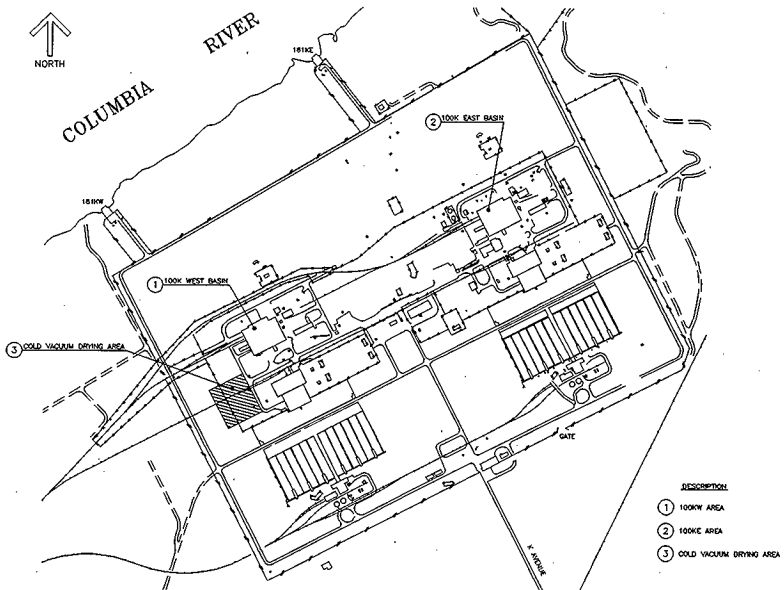 RIVER
COLUMBIA
NORTH
181KE
181KW
2 100K EAST BASIN
1 100K WEST BASIN
3 COLD VACUUM DRYING AREA
GATE
'K' AVENUE
DESCRIPTION
1 100KW AREA
2 100KE AREA
3 COLD VACUUM DRYING AREA